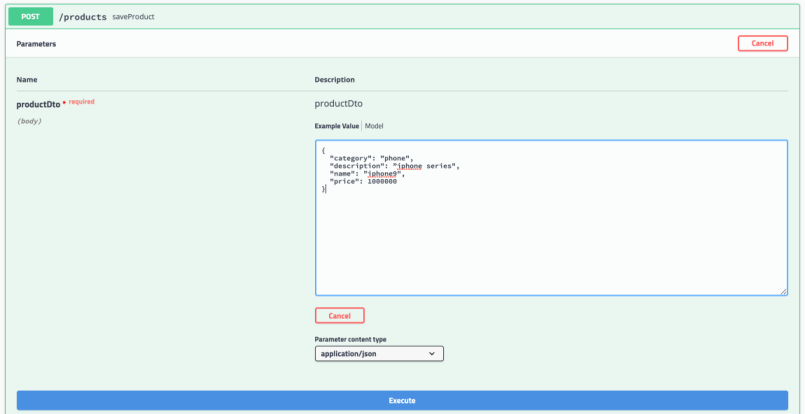 POST /products saveProduct
Parameters Cancel
Name Description
productDto * required productDto
(body)
Example Value Model
{
"category": "phone",
"description": "iphone series",
"name": "iphone9",
"price": 1000000
}
Cancel
Parameter content type
application/json
Execute